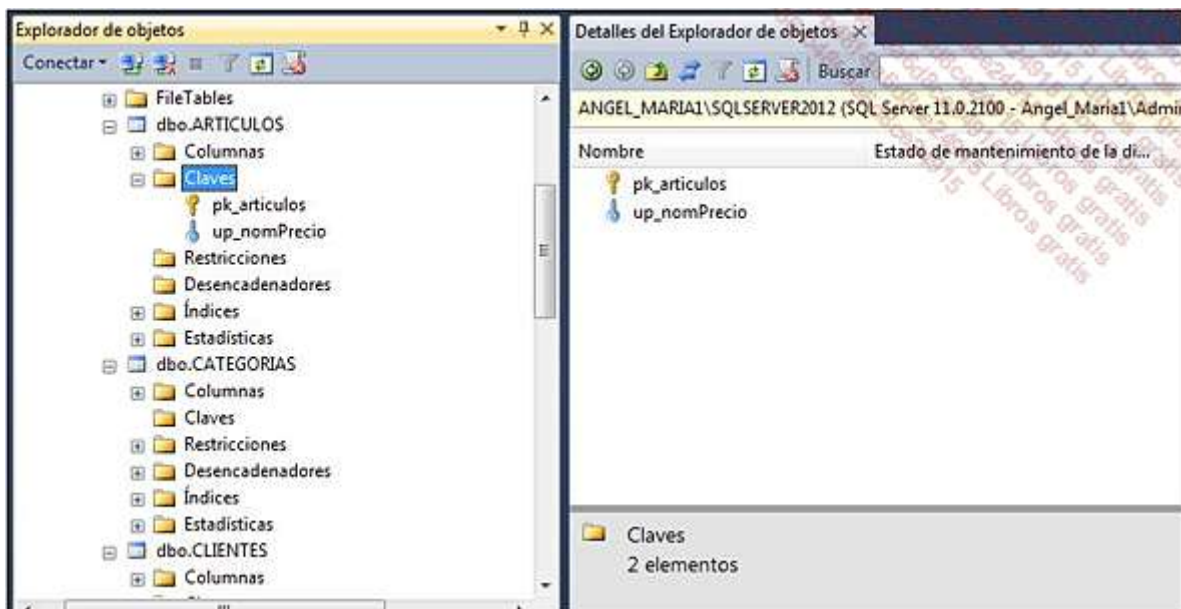 Explorador de objetos
Conectar
FileTables
dbo.ARTICULOS
Columnas
Claves
pk_articulos
up_nomPrecio
Restricciones
Desencadenadores
Índices
Estadísticas
dbo.CATEGORIAS
Columnas
Claves
Restricciones
Desencadenadores
Índices
Estadísticas
dbo.CLIENTES
Columnas
Detalles del Explorador de objetos
Buscar
ANGEL_MARIA1\SQLSERVER2012 (SQL Server 11.0.2100 - Angel_Maria1\Admi
Nombre Estado de mantenimiento de la di...
pk_articulos
up_nomPrecio
Claves
2 elementos
Libros gratis